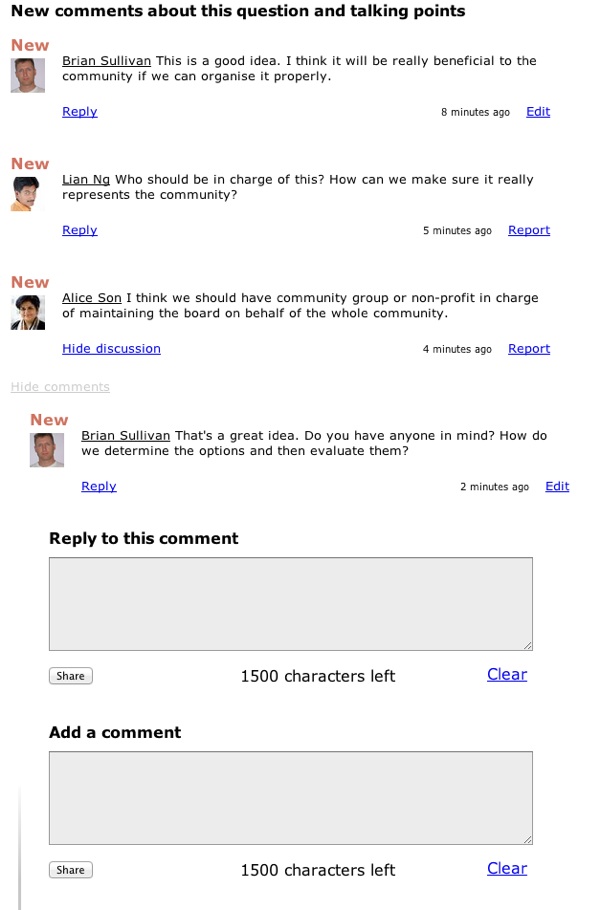 New comments about this question and talking points
New
Brian Sullivan This is a good idea. I think it will be really beneficial to the
community if we can organise it properly.
Reply 8 minutes ago Edit
New
Lian Ng Who should be in charge of this? How can we make sure it really
represents the community?
Reply 5 minutes ago Report
New
Alice Son I think we should have community group or non-profit in charge
of maintaining the board on behalf of the whole community.
Hide discussion 4 minutes ago Report
Hide comments
New
Brian Sullivan That's a great idea. Do you have anyone in mind? How do
we determine the options and then evaluate them?
Reply 2 minutes ago Edit
Reply to this comment
Share 1500 characters left Clear
Add a comment
Share 1500 characters left Clear